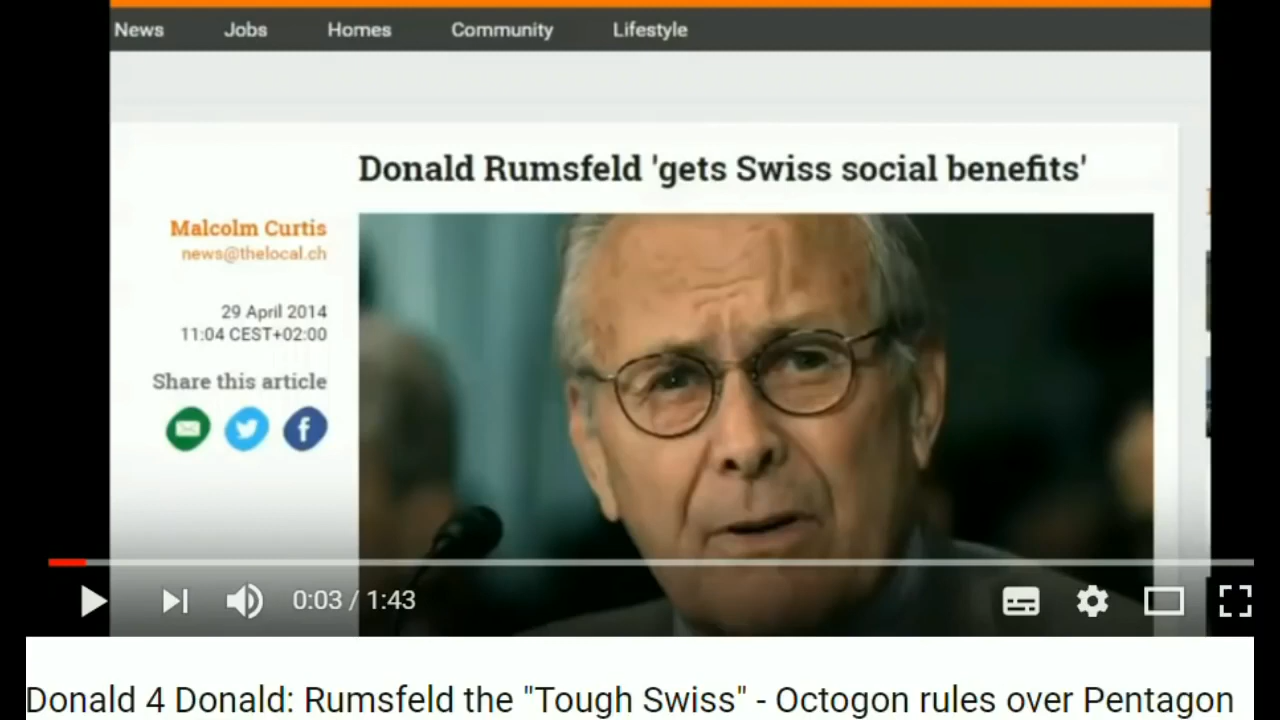 News Jobs Homes Community Lifestyle
Donald Rumsfeld 'gets Swiss social benefits'
Malcolm Curtis
news@thelocal.ch
29 April 2014
11:04 CEST+02:00
Share this article
0:03 / 1:43
Donald 4 Donald: Rumsfeld the "Tough Swiss" - Octogon rules over Pentagon